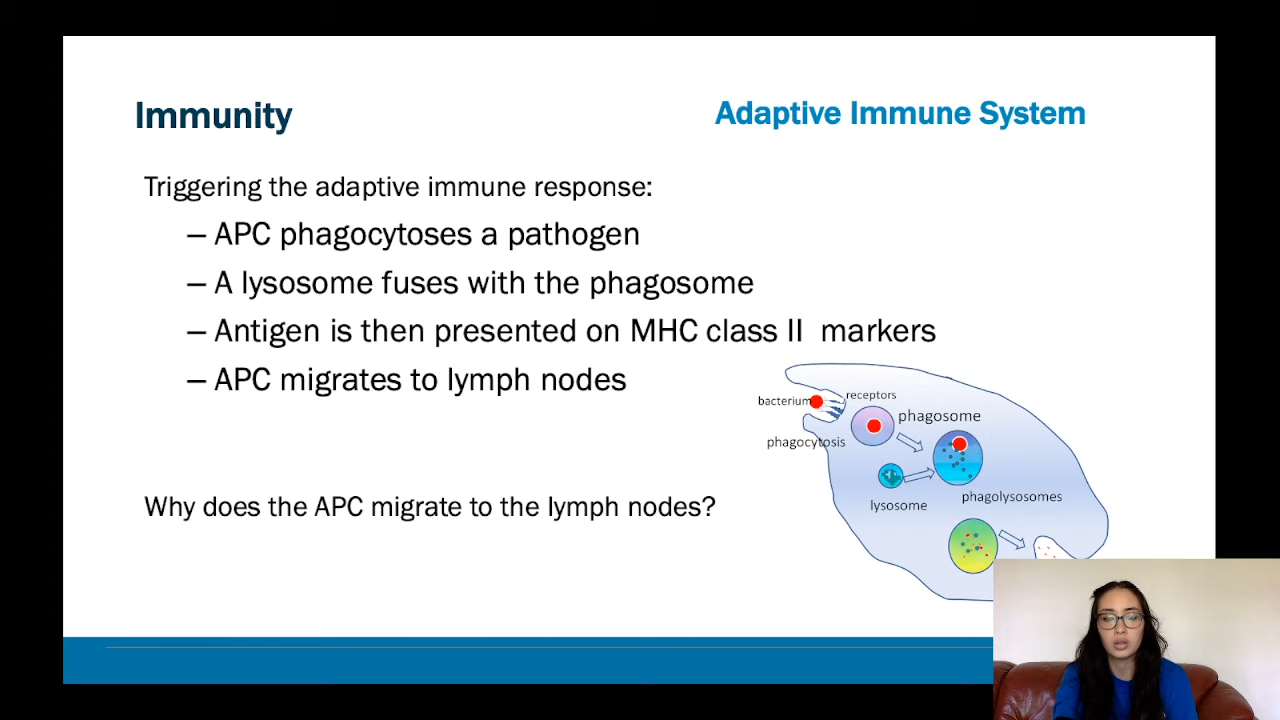 Immunity
Adaptive Immune System
Triggering the adaptive immune response:
– APC phagocytoses a pathogen
– A lysosome fuses with the phagosome
– Antigen is then presented on MHC class II markers
– APC migrates to lymph nodes
bacterium
receptors
phagosome
phagocytosis
lysosome
phagolysosomes
Why does the APC migrate to the lymph nodes?